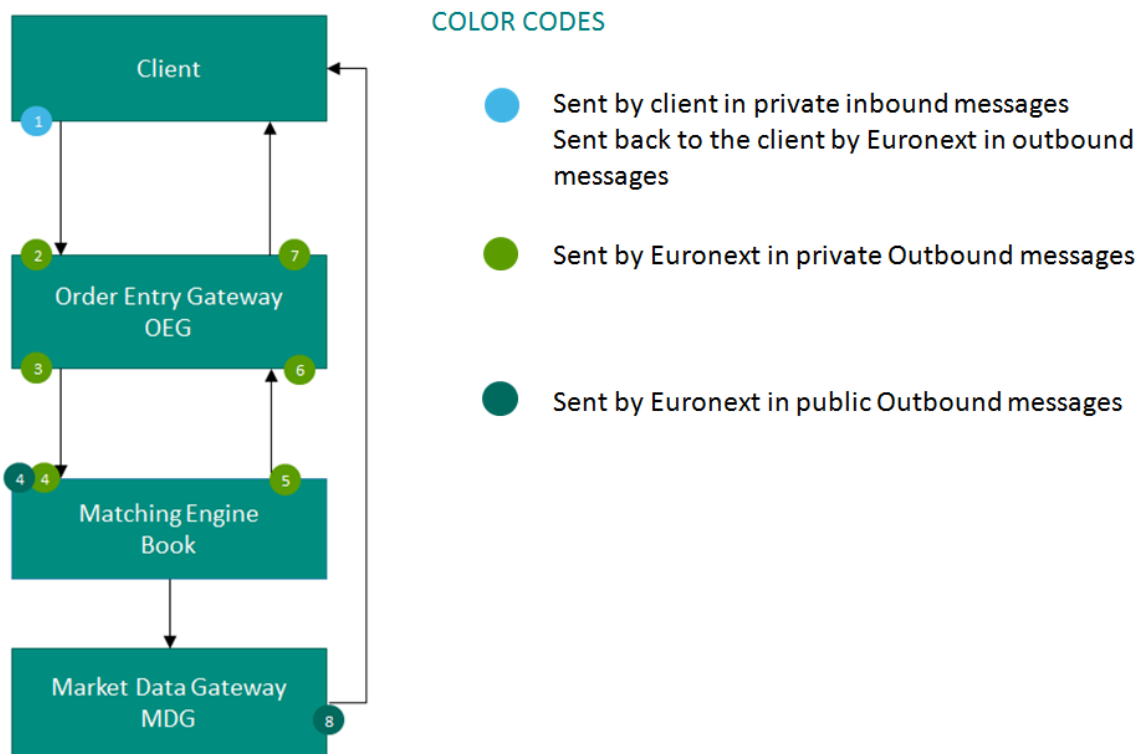 COLOR CODES
Client
1
Sent by client in private inbound messages
Sent back to the client by Euronext in outbound
messages
2
7
Sent by Euronext in private Outbound messages
Order Entry Gateway
OEG
3
6
Sent by Euronext in public Outbound messages
4
4
5
Matching Engine
Book
Market Data Gateway
MDG
8